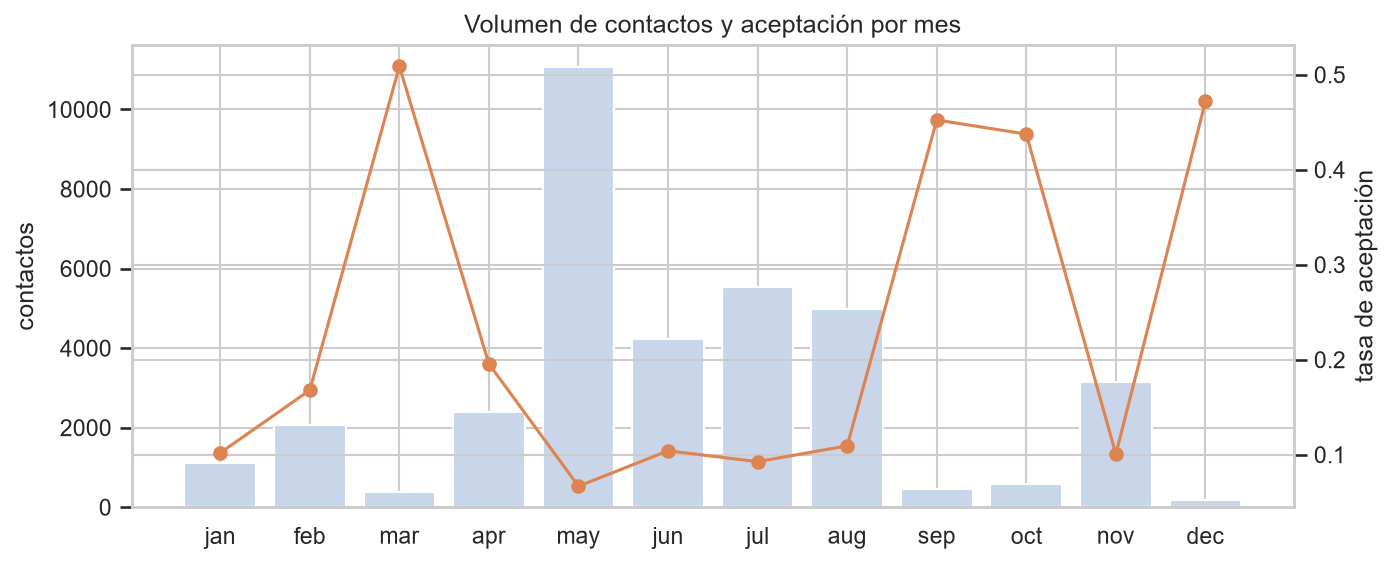 Volumen de contactos y aceptación por mes
contactos
10000
8000
6000
4000
2000
0
0.5
0.4
0.3
0.2
0.1
tasa de aceptación
jan feb mar apr may jun jul aug sep oct nov dec